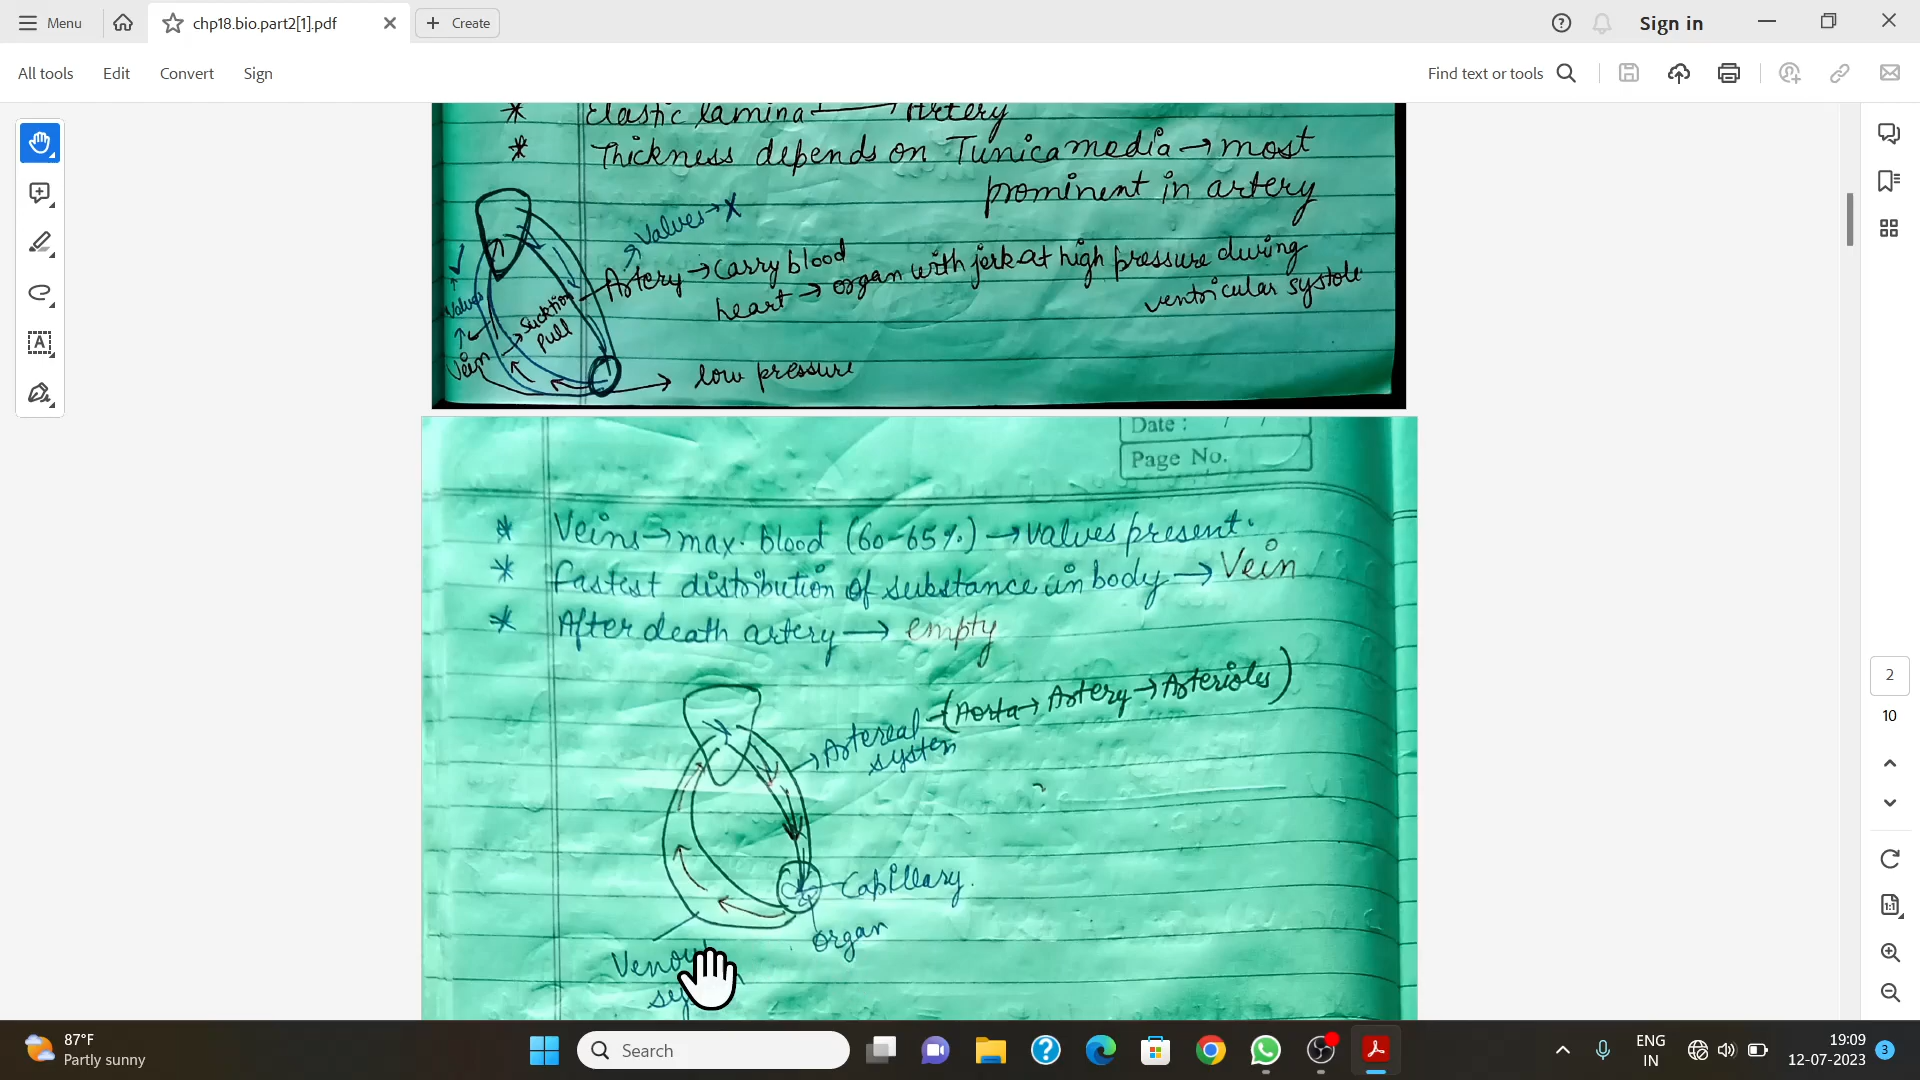 Menu
chp18.bio.part2[1].pdf
Create
Sign in
All tools
Edit
Convert
Sign
Find text or tools
* Elastic lamina → Artery
* Thickness depends on Tunica media → most
prominent in artery
Valves → X
Artery → Carry blood
heart → organ with jerk at high pressure during
ventricular systole
Valves
Vein → Sucktion
pull
low pressure
Date : / /
Page No.
* Veins → max. blood (60-65%) → valves present.
* fastest distribution of substance in body → Vein
* After death artery → empty
Artereal system (Aorta → Artery → Arterioles)
Capillary.
organ
2
10
1:1
87°F
Partly sunny
Search
ENG
IN
19:09
12-07-2023
3